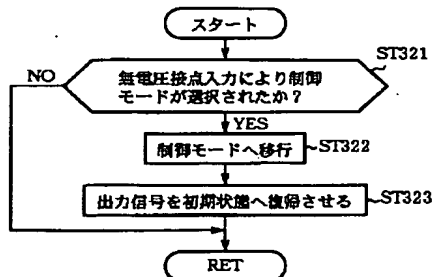 スタート
ST321
NO
無電圧接点入力により制御
モードが選択されたか?
YES
制御モードへ移行
ST322
出力信号を初期状態へ復帰させる
ST323
RET